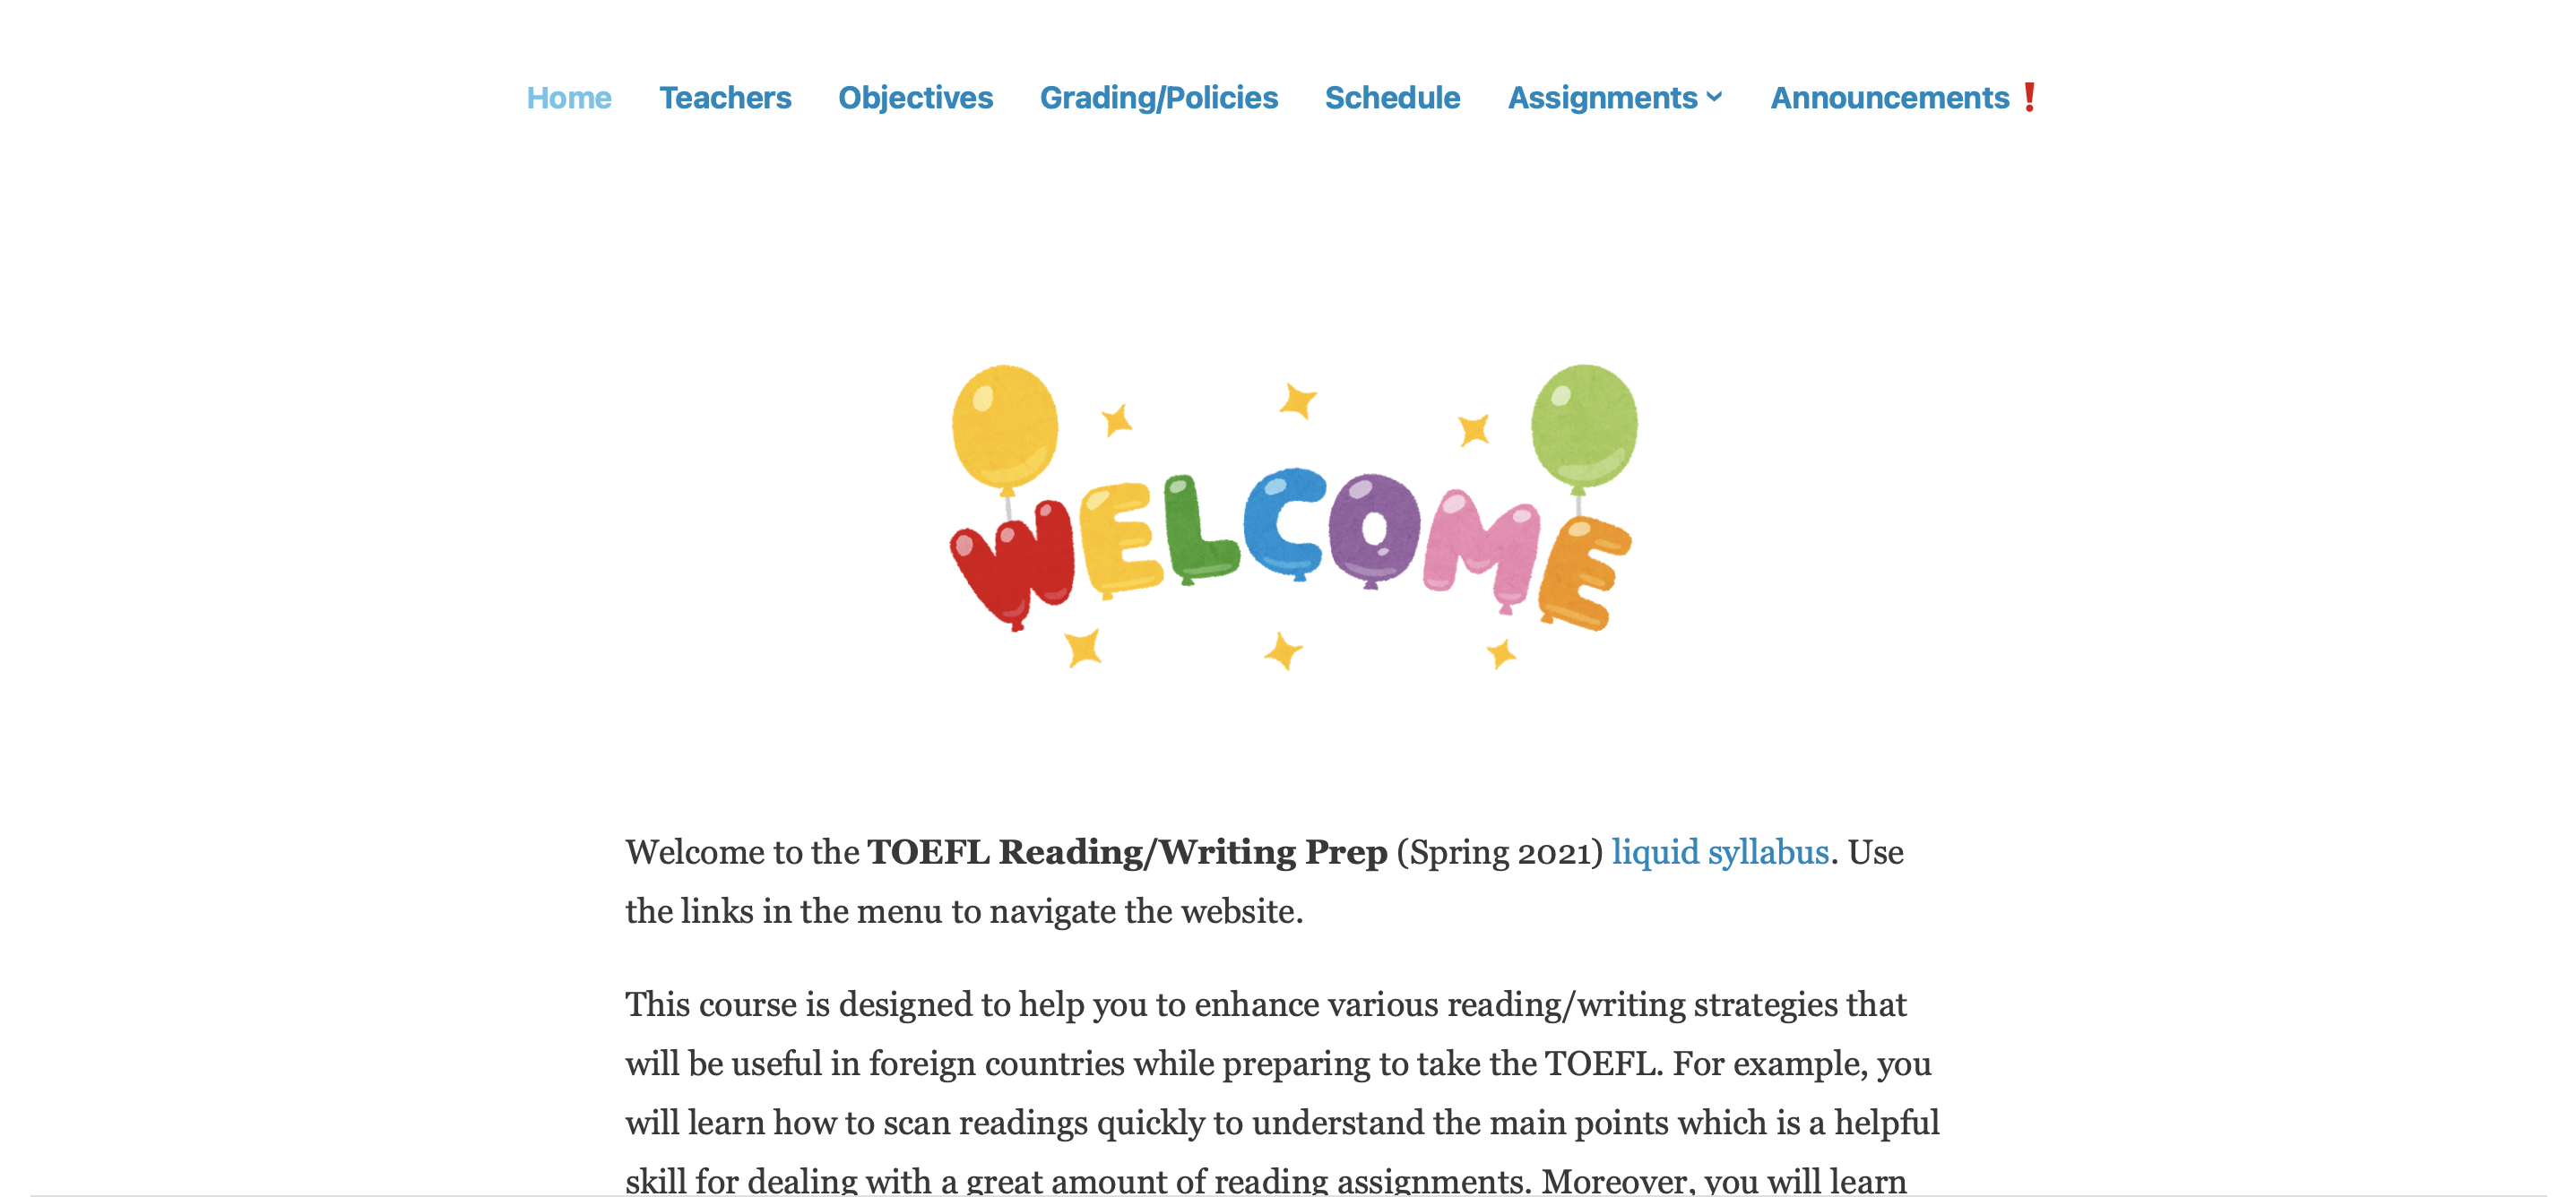 Home Teachers Objectives Grading/Policies Schedule Assignments Announcements ❗
WELCOME
Welcome to the TOEFL Reading/Writing Prep (Spring 2021) liquid syllabus. Use
the links in the menu to navigate the website.
This course is designed to help you to enhance various reading/writing strategies that
will be useful in foreign countries while preparing to take the TOEFL. For example, you
will learn how to scan readings quickly to understand the main points which is a helpful
skill for dealing with a great amount of reading assignments. Moreover, you will learn